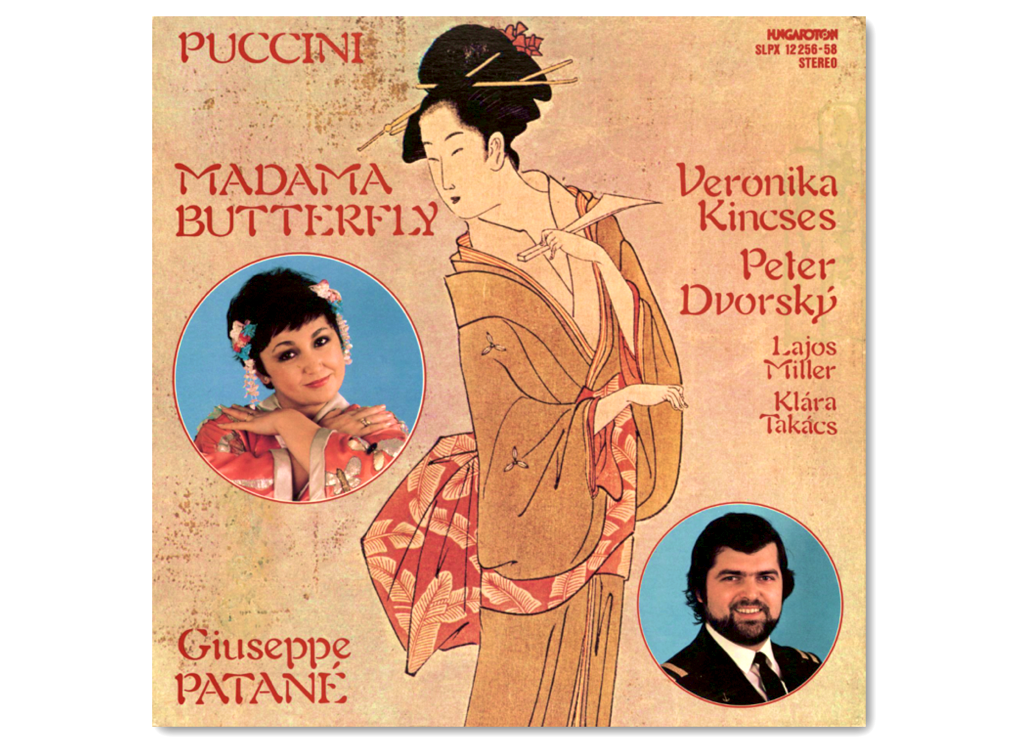 PUCCINI
HUNGAROTON
SLPX 12256-58
STEREO
MADAMA
BUTTERFLY
Veronika
Kincses
Peter
Dvorský
Lajos
Miller
Klára
Takács
Giuseppe
PATANÉ